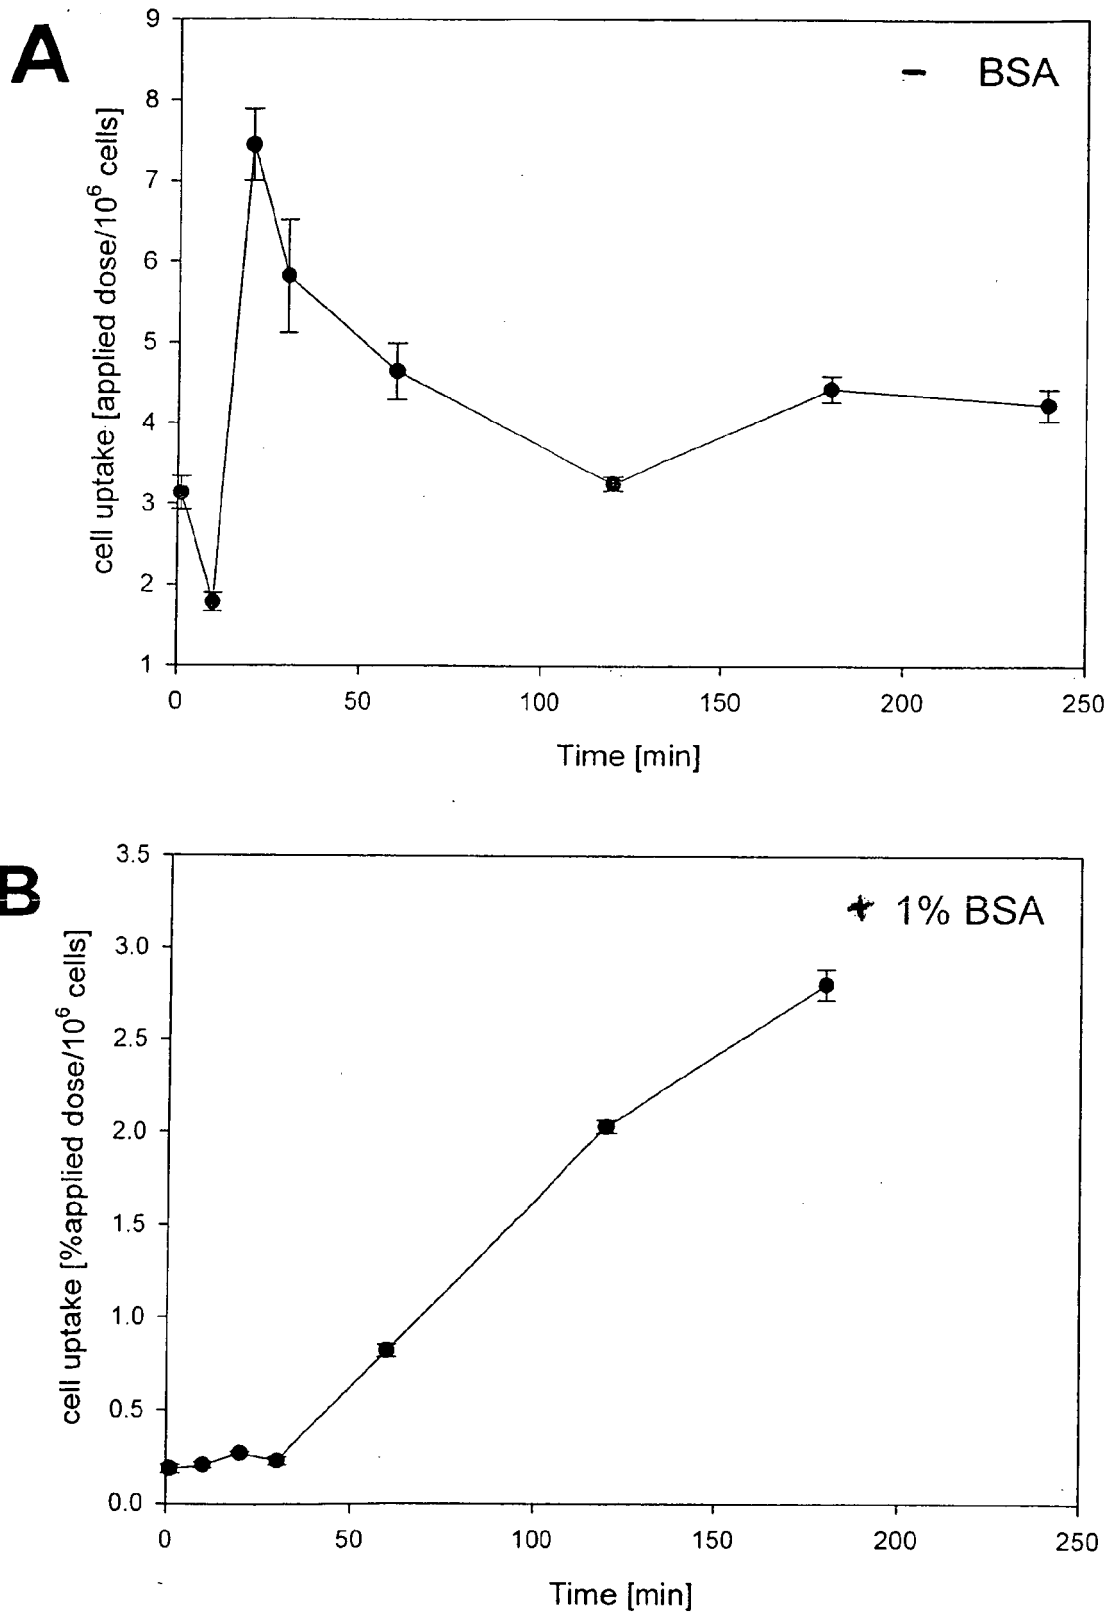 A
9
8
7
6
5
4
3
2
1
cell uptake [applied dose/10⁶ cells]
− BSA
0 50 100 150 200 250
Time [min]
B
3.5
3.0
2.5
2.0
1.5
1.0
0.5
0.0
cell uptake [%applied dose/10⁶ cells]
+ 1% BSA
0 50 100 150 200 250
Time [min]